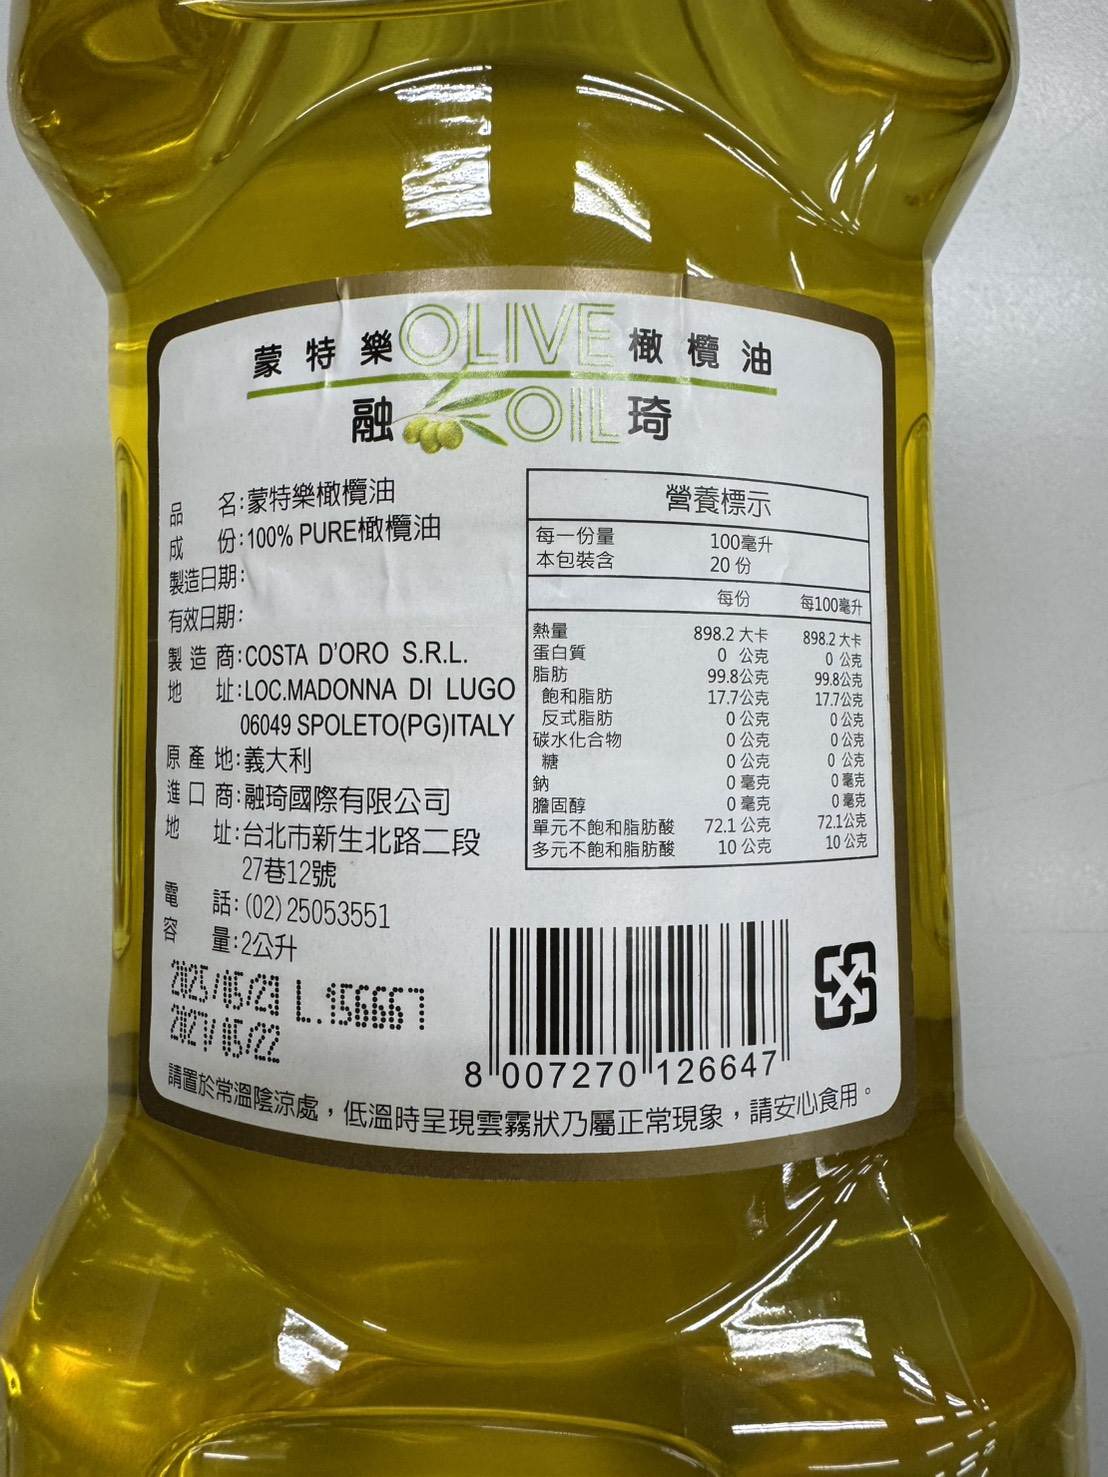 蒙特樂OLIVE橄欖油
融OIL琦
品名:蒙特樂橄欖油
成份:100% PURE橄欖油
製造日期:
有效日期:
製造商:COSTA D'ORO S.R.L.
地址:LOC.MADONNA DI LUGO
06049 SPOLETO(PG)ITALY
原產地:義大利
進口商:融琦國際有限公司
地址:台北市新生北路二段
27巷12號
電話:(02)25053551
容量:2公升
2025/05/23 L.156667
2027/05/22
營養標示
每一份量 100毫升
本包裝含 20 份
每份 每100毫升
熱量 898.2 大卡 898.2 大卡
蛋白質 0 公克 0 公克
脂肪 99.8公克 99.8公克
飽和脂肪 17.7公克 17.7公克
反式脂肪 0 公克 0 公克
碳水化合物 0 公克 0 公克
糖 0 公克 0 公克
鈉 0 毫克 0 毫克
膽固醇 0 毫克 0 毫克
單元不飽和脂肪酸 72.1 公克 72.1公克
多元不飽和脂肪酸 10 公克 10 公克
8 007270 126647
請置於常溫陰涼處，低溫時呈現雲霧狀乃屬正常現象，請安心食用。